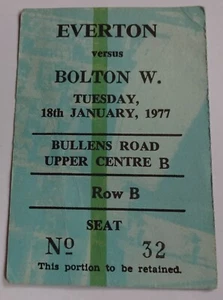 EVERTON
versus
BOLTON W.
TUESDAY,
18th JANUARY, 1977
BULLENS ROAD
UPPER CENTRE B
Row B
SEAT
No 32
This portion to be retained.